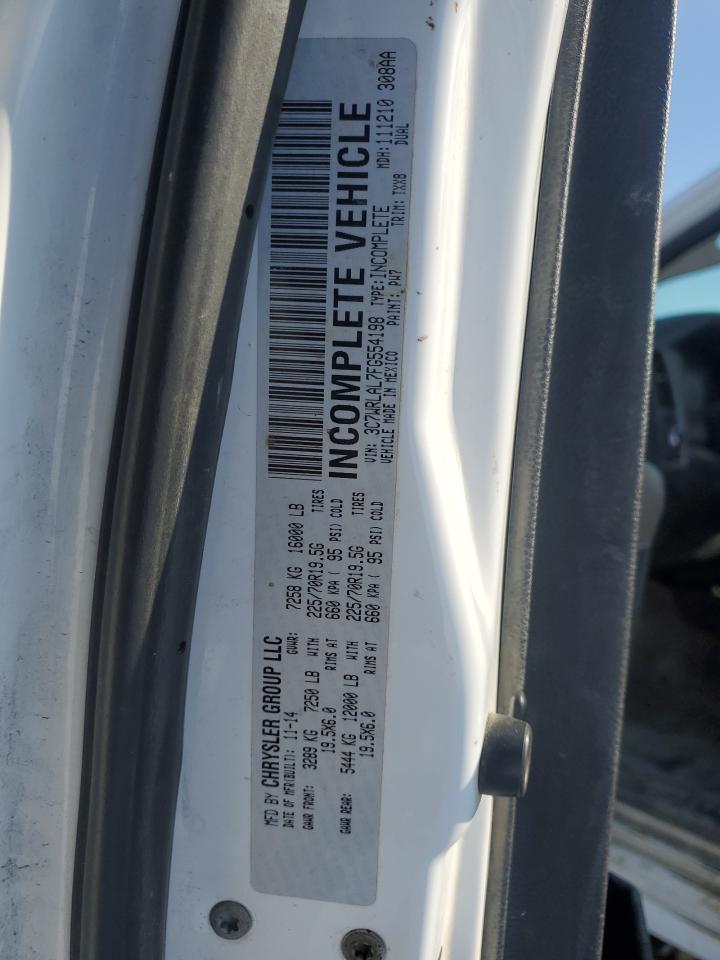 MFD BY CHRYSLER GROUP LLC
DATE OF MFR(BUILT): 11-14 GVWR: 7258 KG 16000 LB
GAWR FRONT: 3289 KG 7250 LB WITH 225/70R19.5G TIRES
19.5X6.0 RIMS AT 660 KPA ( 95 PSI) COLD
GAWR REAR: 5444 KG 12000 LB WITH 225/70R19.5G TIRES
19.5X6.0 RIMS AT 660 KPA ( 95 PSI) COLD
INCOMPLETE VEHICLE
VIN: 3C7WRLAL7FG554198 TYPE: INCOMPLETE MDH: 111210 308AA
VEHICLE MADE IN MEXICO PAINT: PW7 TRIM: TXX8 DUAL